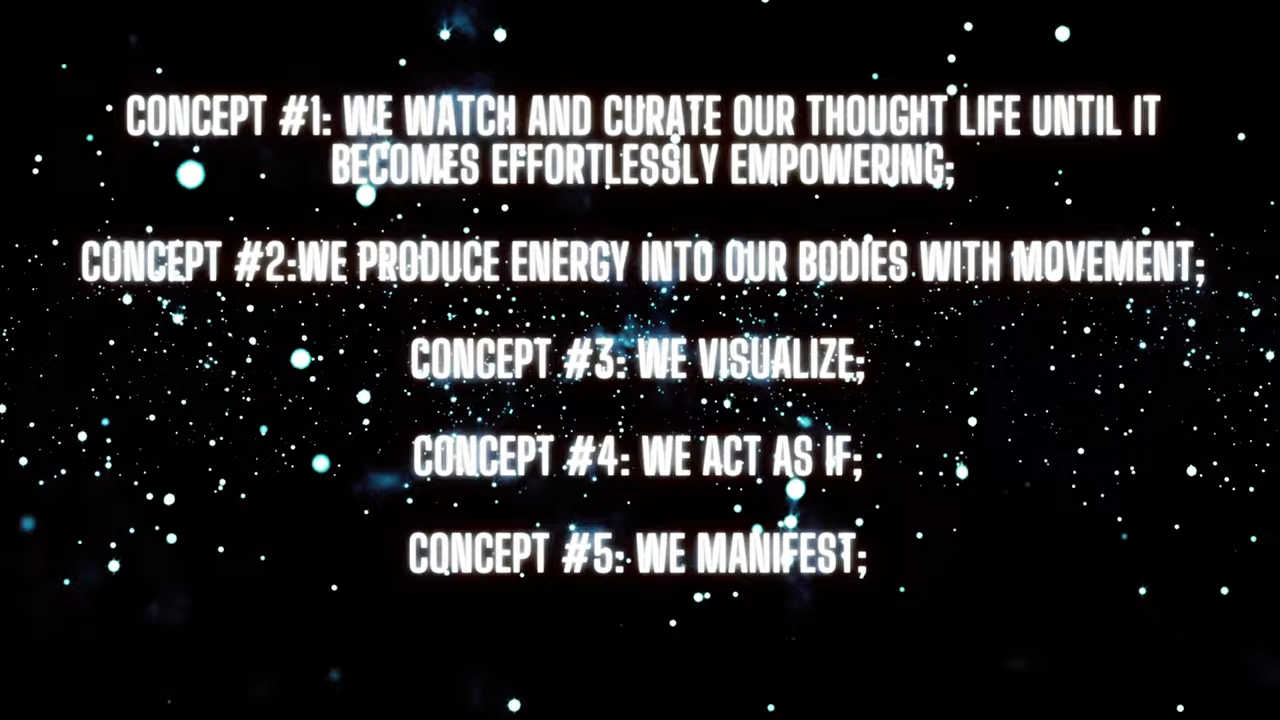 CONCEPT #1: WE WATCH AND CURATE OUR THOUGHT LIFE UNTIL IT
BECOMES EFFORTLESSLY EMPOWERING;
CONCEPT #2:WE PRODUCE ENERGY INTO OUR BODIES WITH MOVEMENT;
CONCEPT #3: WE VISUALIZE;
CONCEPT #4: WE ACT AS IF;
CONCEPT #5: WE MANIFEST;